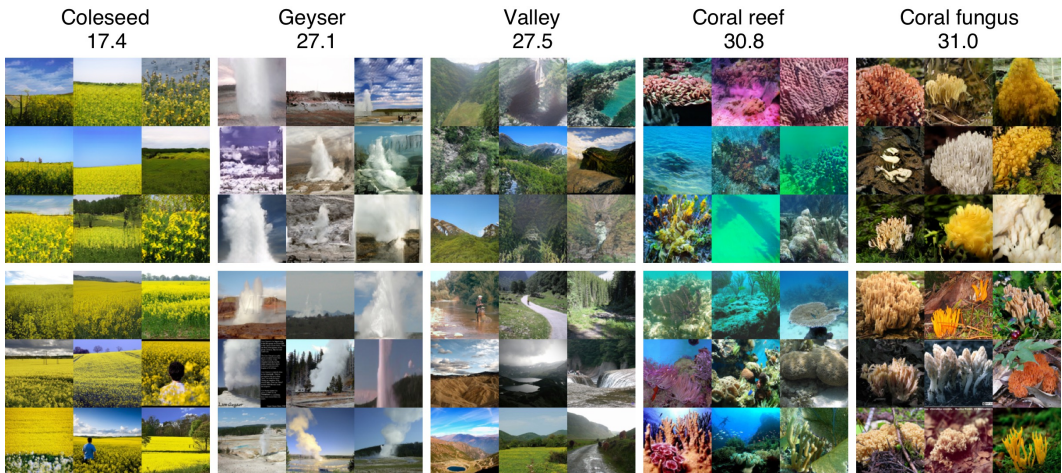 Coleseed
17.4
Geyser
27.1
Valley
27.5
Coral reef
30.8
Coral fungus
31.0